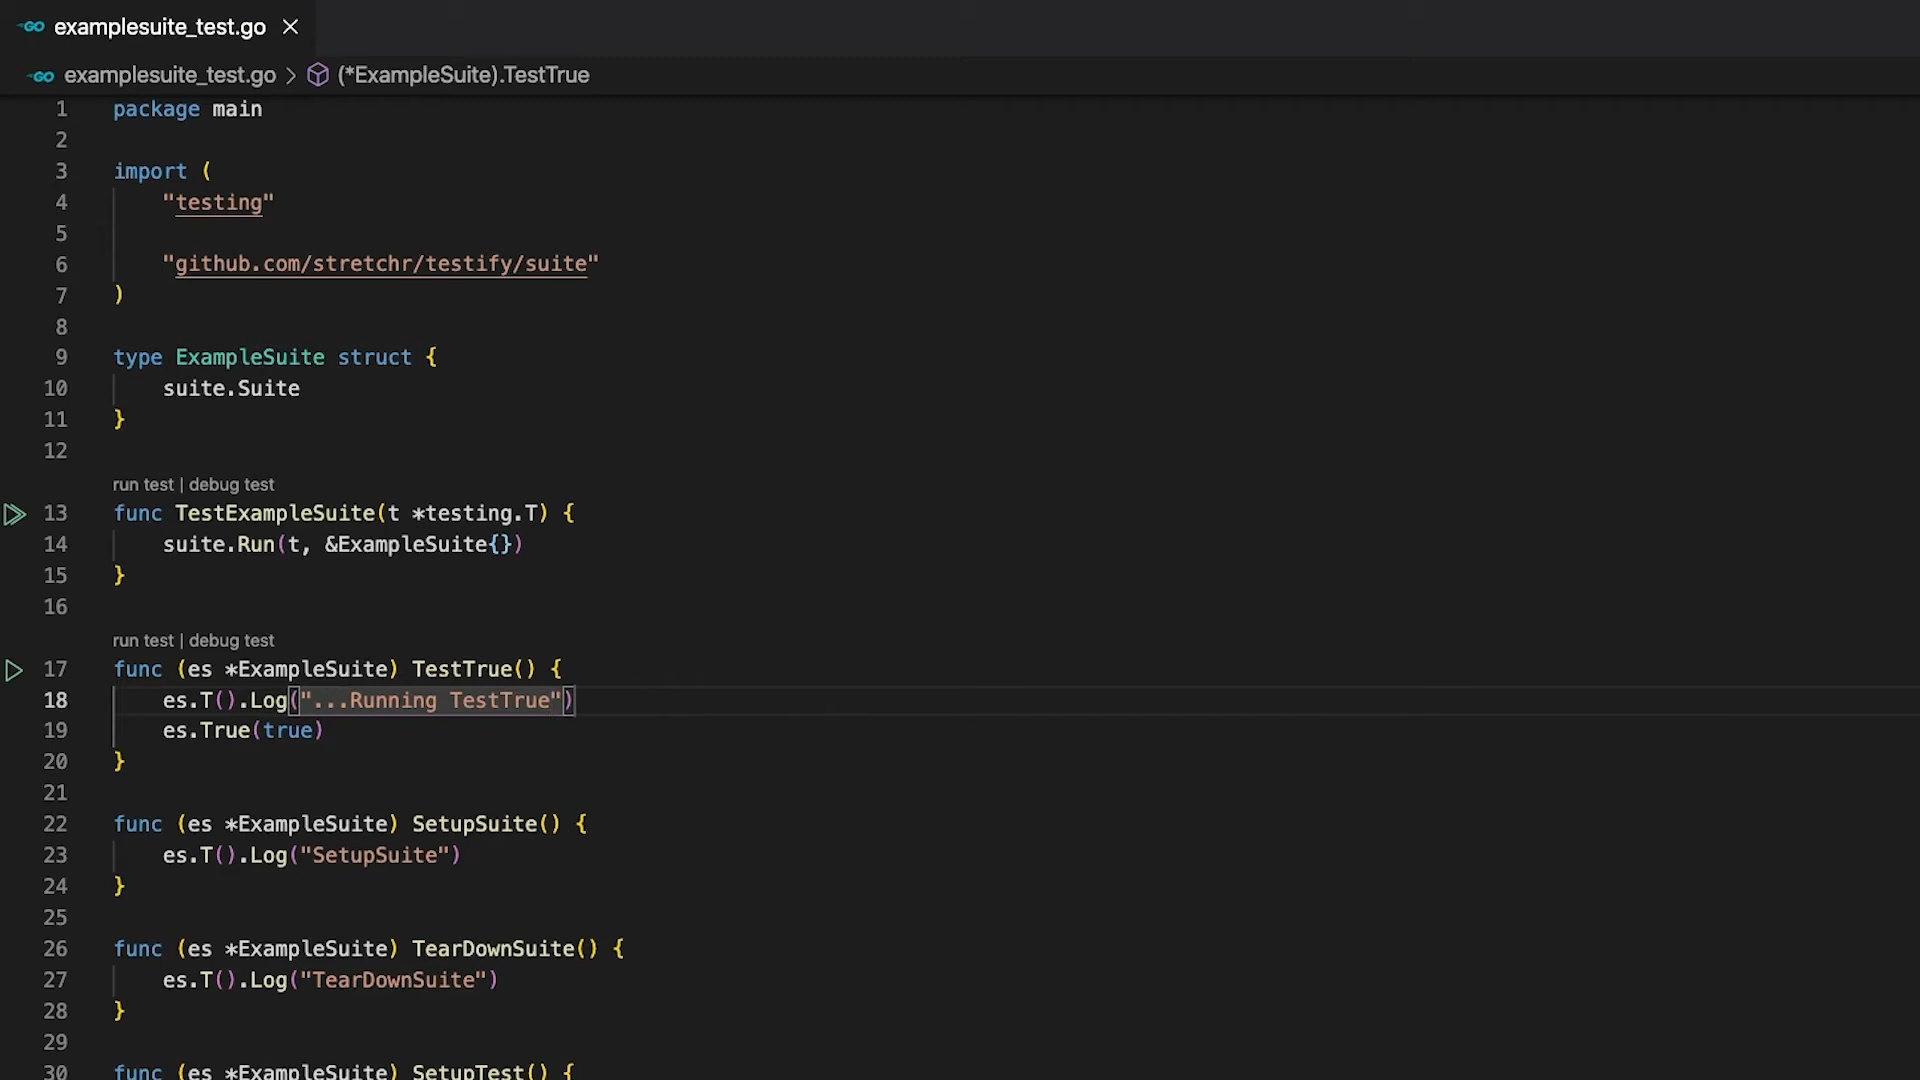 GO examplesuite_test.go ×
GO examplesuite_test.go > (*ExampleSuite).TestTrue
1 package main
2
3 import (
4 "testing"
5
6 "github.com/stretchr/testify/suite"
7 )
8
9 type ExampleSuite struct {
10 suite.Suite
11 }
12
run test | debug test
13 func TestExampleSuite(t *testing.T) {
14 suite.Run(t, &ExampleSuite{})
15 }
16
run test | debug test
17 func (es *ExampleSuite) TestTrue() {
18 es.T().Log("...Running TestTrue")
19 es.True(true)
20 }
21
22 func (es *ExampleSuite) SetupSuite() {
23 es.T().Log("SetupSuite")
24 }
25
26 func (es *ExampleSuite) TearDownSuite() {
27 es.T().Log("TearDownSuite")
28 }
29
30 func (es *ExampleSuite) SetupTest() {